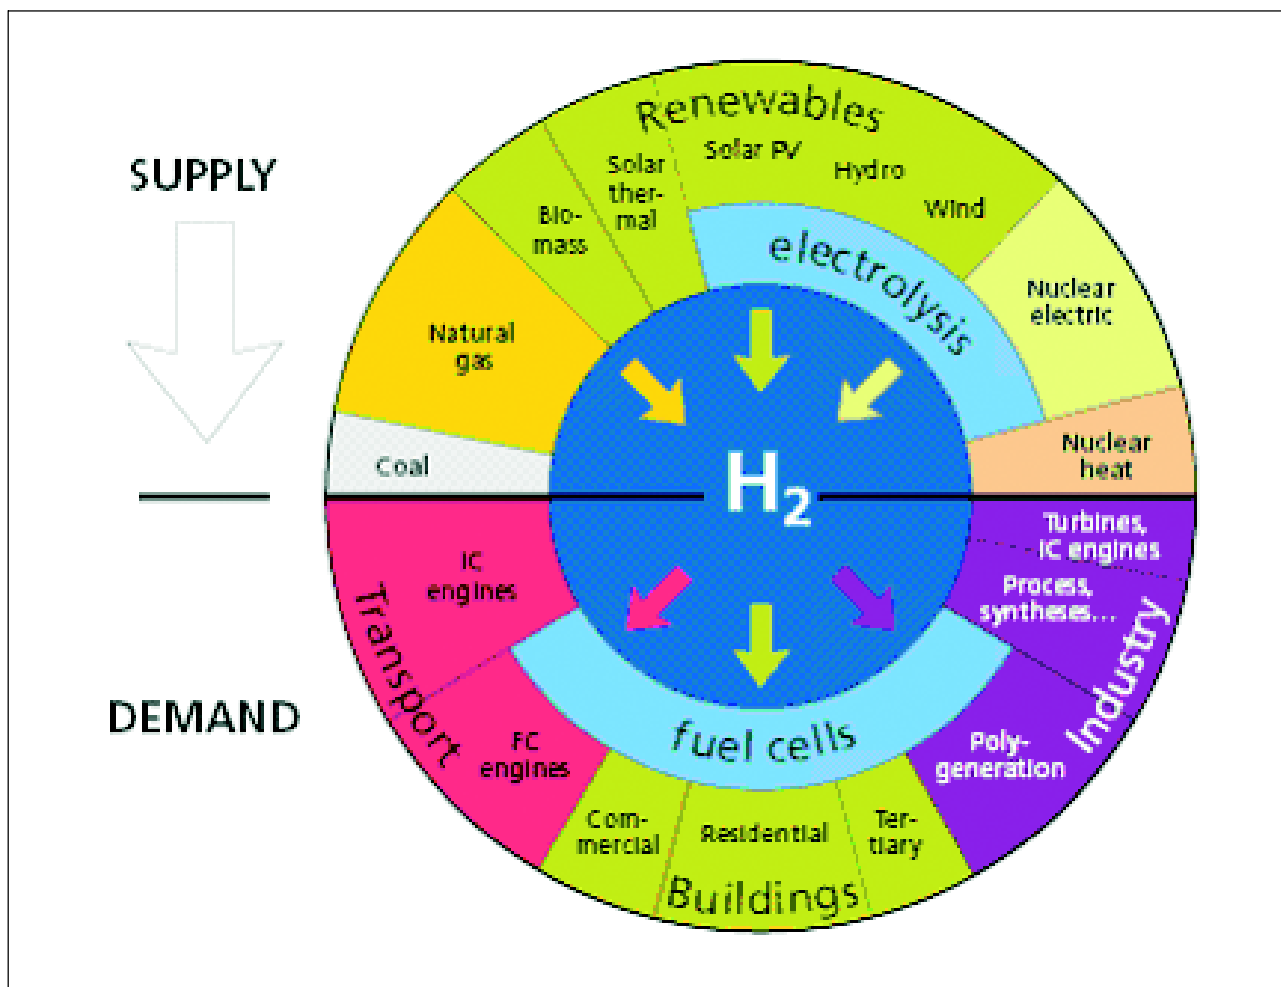 SUPPLY
Renewables
Solar PV
Hydro
Wind
Solar
ther-
mal
Bio-
mass
electrolysis
Nuclear
electric
Natural
gas
Nuclear
heat
Coal
H2
Turbines,
IC engines
Process,
syntheses...
Industry
Poly-
generation
IC
engines
Transport
DEMAND
FC
engines
fuel cells
Com-
mercial
Residential
Ter-
tiary
Buildings